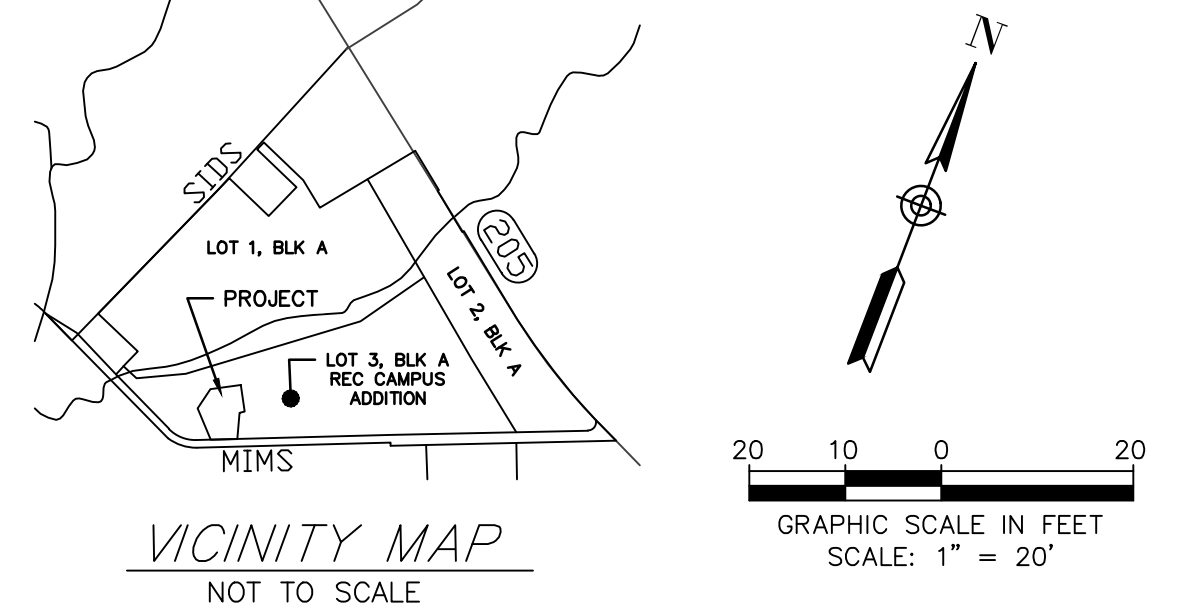 SIDS
LOT 1, BLK A
205
PROJECT
LOT 2, BLK A
LOT 3, BLK A
REC CAMPUS
ADDITION
MIMS
VICINITY MAP
NOT TO SCALE
N
20 10 0 20
GRAPHIC SCALE IN FEET
SCALE: 1" = 20'